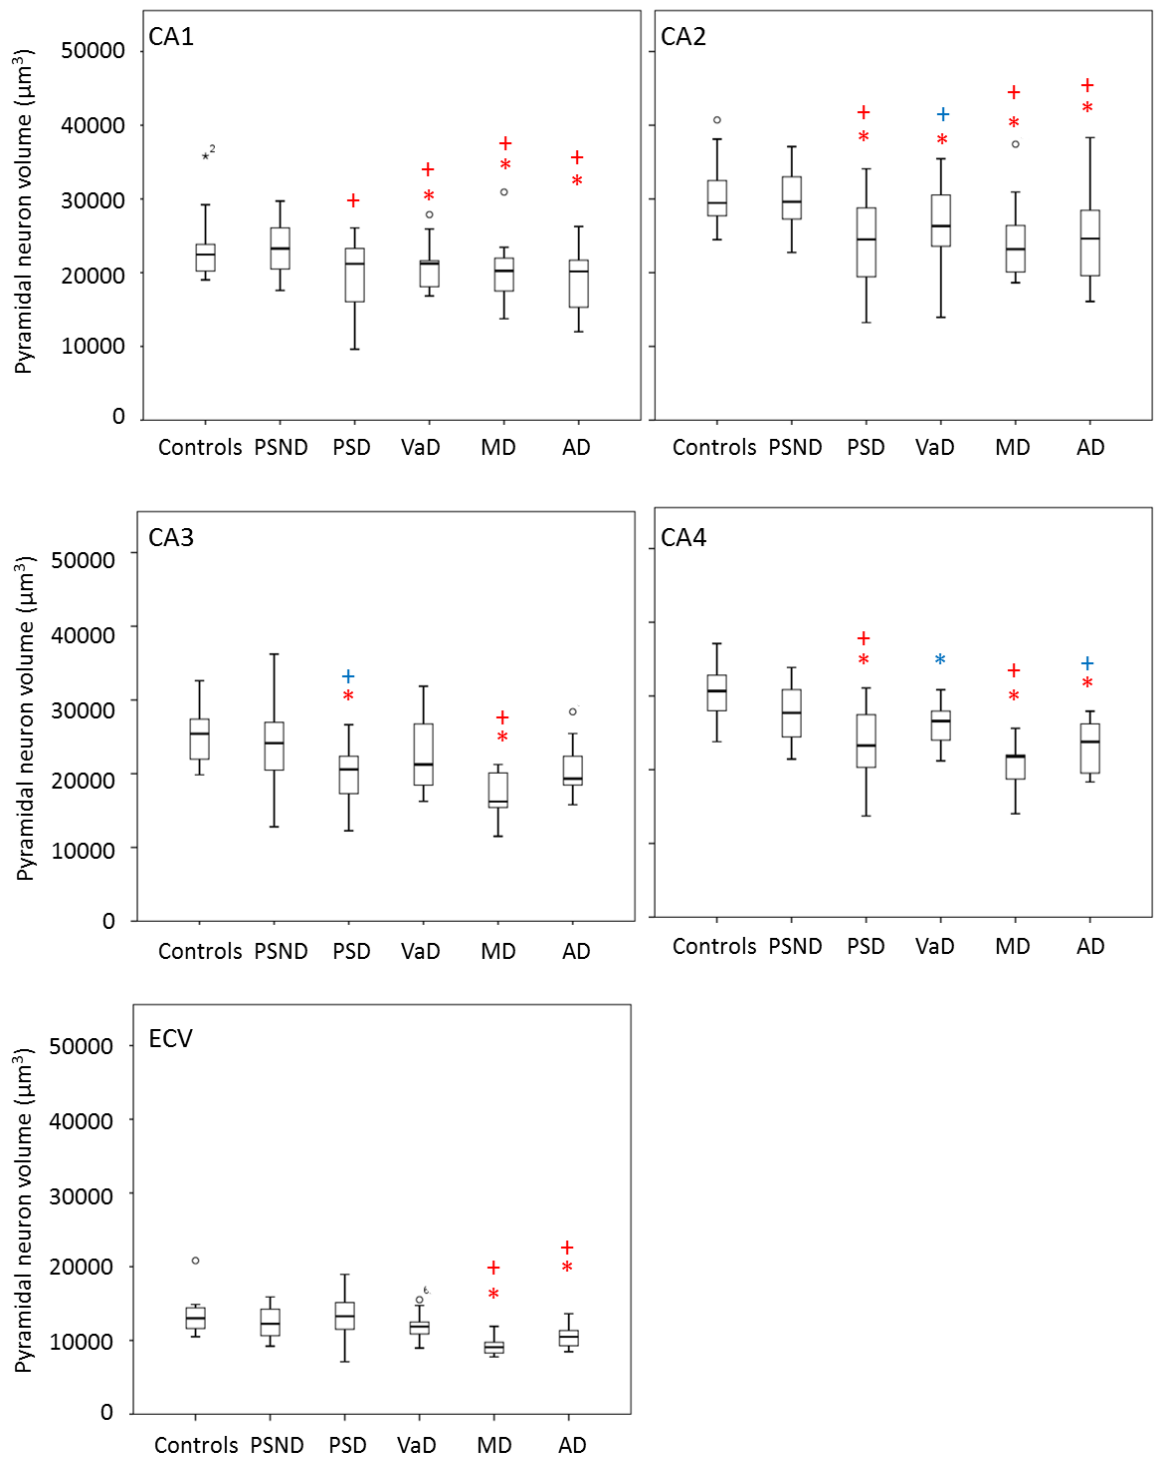 CA1
Pyramidal neuron volume (µm³)
50000
40000
30000
20000
10000
0
*2
+
*
Controls PSND PSD VaD MD AD
CA2
Controls PSND PSD VaD MD AD
CA3
Pyramidal neuron volume (µm³)
50000
40000
30000
20000
10000
0
Controls PSND PSD VaD MD AD
CA4
Controls PSND PSD VaD MD AD
ECV
Pyramidal neuron volume (µm³)
50000
40000
30000
20000
10000
0
Controls PSND PSD VaD MD AD